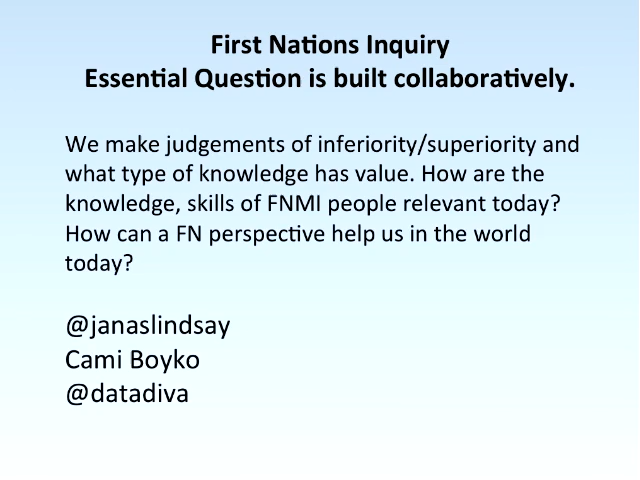 First Nations Inquiry
Essential Question is built collaboratively.
We make judgements of inferiority/superiority and
what type of knowledge has value. How are the
knowledge, skills of FNMI people relevant today?
How can a FN perspective help us in the world
today?
@janaslindsay
Cami Boyko
@datadiva